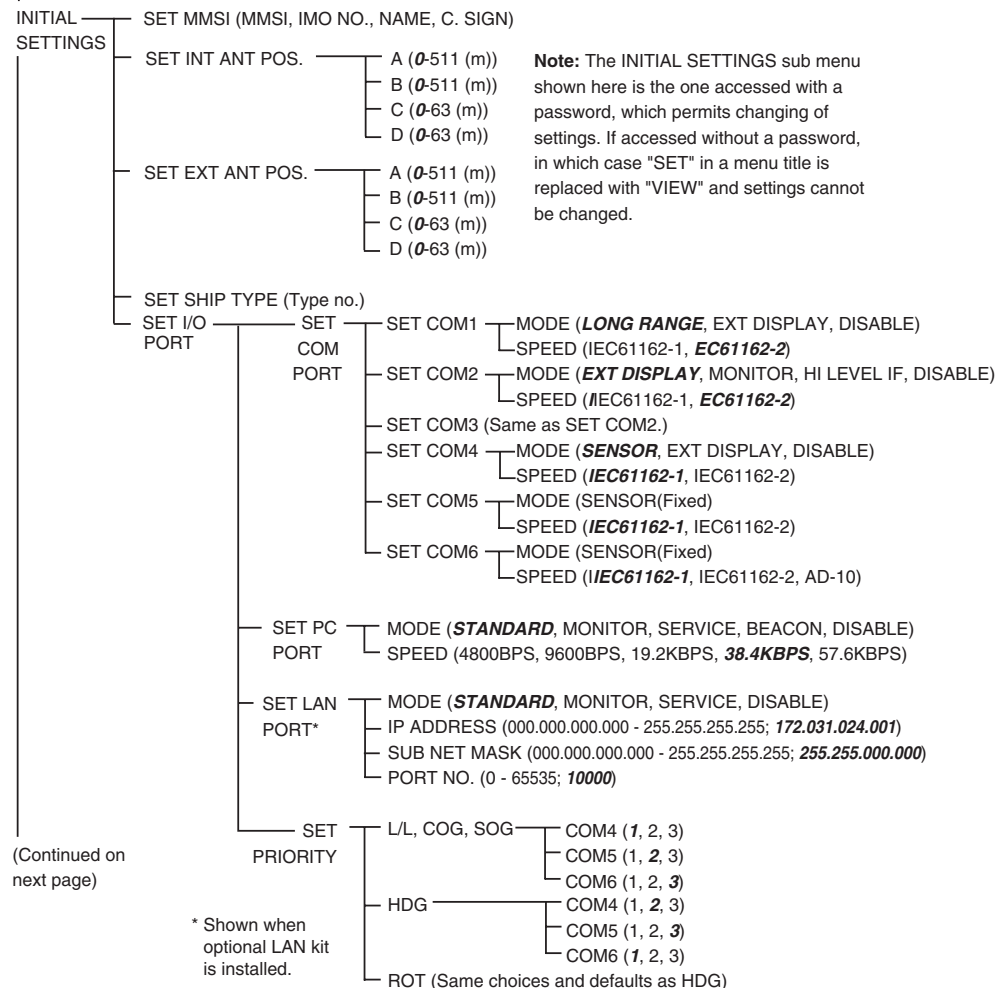 INITIAL SETTINGS
SET MMSI (MMSI, IMO NO., NAME, C. SIGN)
SET INT ANT POS.
A (0-511 (m))
B (0-511 (m))
C (0-63 (m))
D (0-63 (m))
Note: The INITIAL SETTINGS sub menu
shown here is the one accessed with a
password, which permits changing of
settings. If accessed without a password,
in which case "SET" in a menu title is
replaced with "VIEW" and settings cannot
be changed.
SET EXT ANT POS.
A (0-511 (m))
B (0-511 (m))
C (0-63 (m))
D (0-63 (m))
SET SHIP TYPE (Type no.)
SET I/O
PORT
SET
COM
PORT
SET COM1
MODE (LONG RANGE, EXT DISPLAY, DISABLE)
SPEED (IEC61162-1, EC61162-2)
SET COM2
MODE (EXT DISPLAY, MONITOR, HI LEVEL IF, DISABLE)
SPEED (IIEC61162-1, EC61162-2)
SET COM3 (Same as SET COM2.)
SET COM4
MODE (SENSOR, EXT DISPLAY, DISABLE)
SPEED (IEC61162-1, IEC61162-2)
SET COM5
MODE (SENSOR(Fixed)
SPEED (IEC61162-1, IEC61162-2)
SET COM6
MODE (SENSOR(Fixed)
SPEED (IIEC61162-1, IEC61162-2, AD-10)
SET PC
PORT
MODE (STANDARD, MONITOR, SERVICE, BEACON, DISABLE)
SPEED (4800BPS, 9600BPS, 19.2KBPS, 38.4KBPS, 57.6KBPS)
SET LAN
PORT*
MODE (STANDARD, MONITOR, SERVICE, DISABLE)
IP ADDRESS (000.000.000.000 - 255.255.255.255; 172.031.024.001)
SUB NET MASK (000.000.000.000 - 255.255.255.255; 255.255.000.000)
PORT NO. (0 - 65535; 10000)
SET
PRIORITY
L/L, COG, SOG
COM4 (1, 2, 3)
COM5 (1, 2, 3)
COM6 (1, 2, 3)
HDG
COM4 (1, 2, 3)
COM5 (1, 2, 3)
COM6 (1, 2, 3)
ROT (Same choices and defaults as HDG)
(Continued on
next page)
* Shown when
optional LAN kit
is installed.